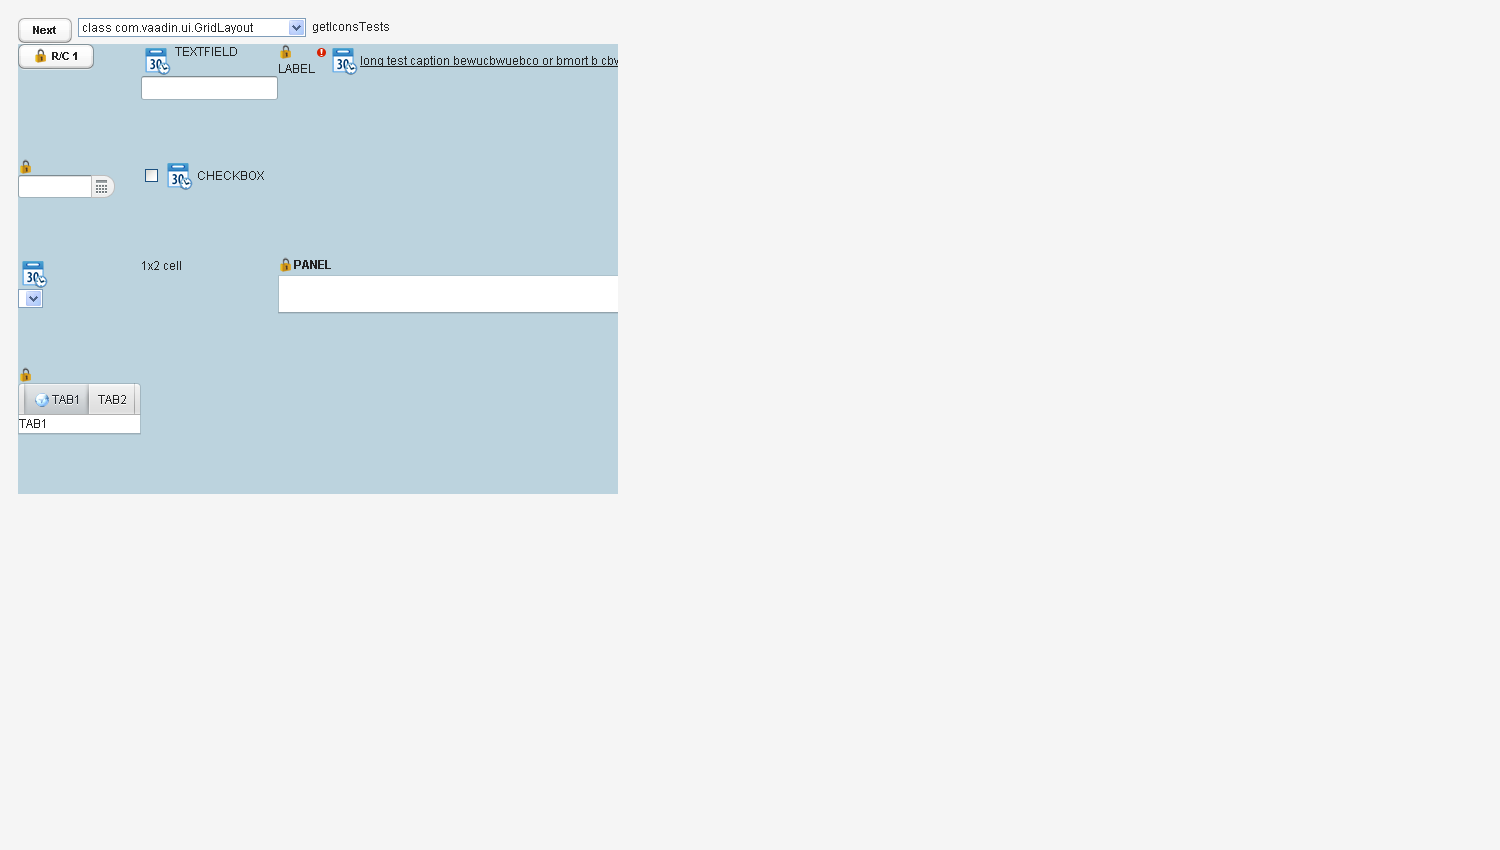 Next class com.vaadin.ui.GridLayout getIconsTests
R/C 1 30 TEXTFIELD 30 long test caption bewucbwuebco or bmort b
LABEL
30 CHECKBOX
30 1x2 cell PANEL
TAB1 TAB2
TAB1